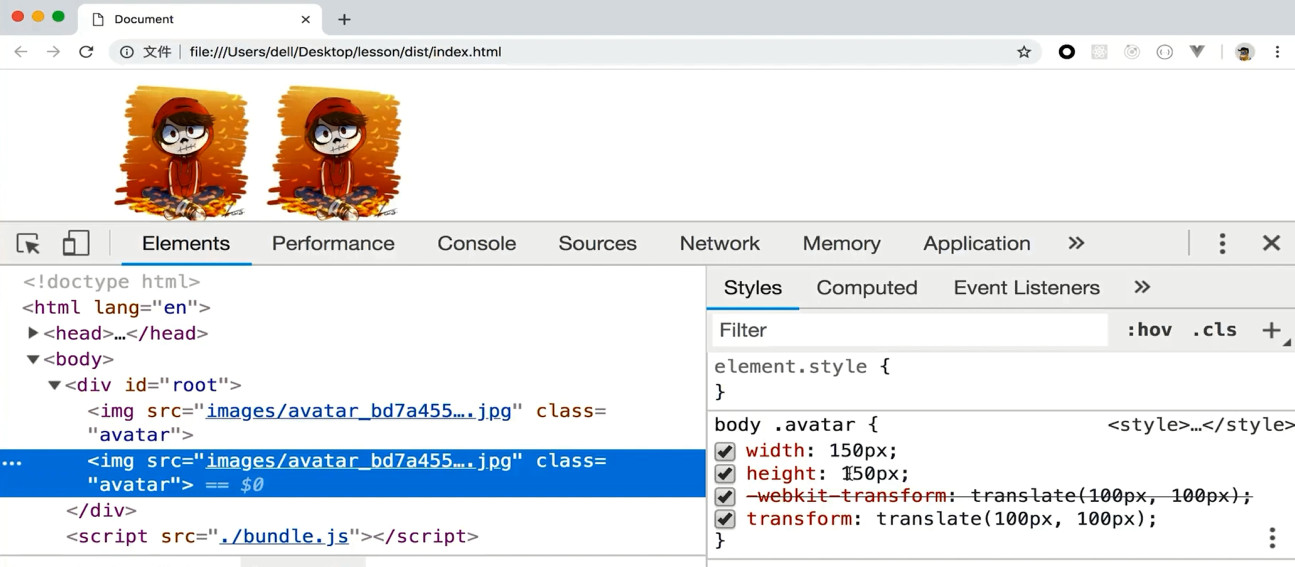 Document
文件 file:///Users/dell/Desktop/lesson/dist/index.html
Elements Performance Console Sources Network Memory Application »
<!doctype html>
<html lang="en">
<head>…</head>
<body>
<div id="root">
<img src="images/avatar_bd7a455….jpg" class=
"avatar">
<img src="images/avatar_bd7a455….jpg" class=
"avatar"> == $0
</div>
<script src="./bundle.js"></script>
Styles Computed Event Listeners »
Filter :hov .cls +
element.style {
}
body .avatar { <style>…</style>
width: 150px;
height: 150px;
-webkit-transform: translate(100px, 100px);
transform: translate(100px, 100px);
}